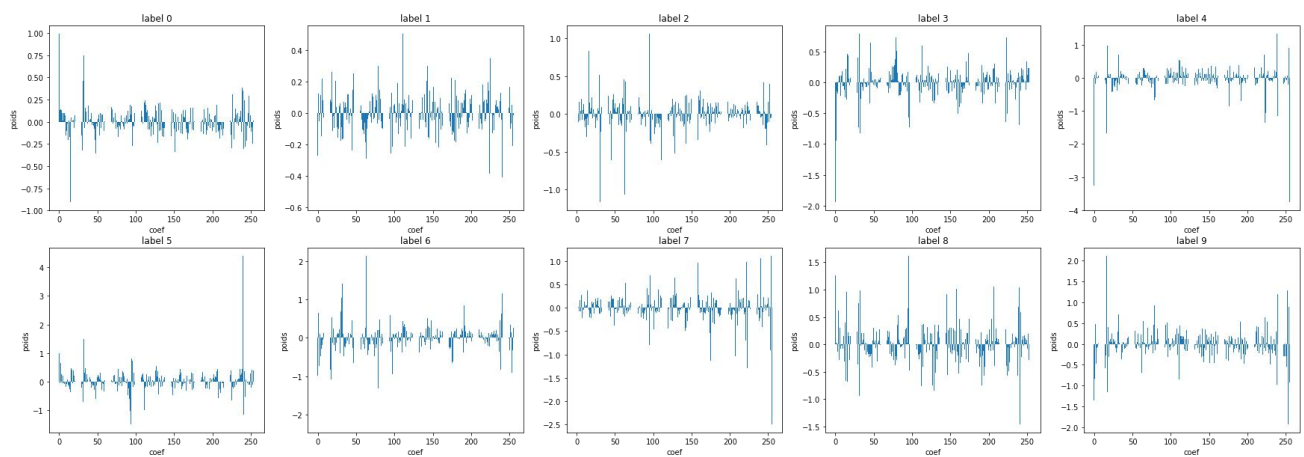 label 0
label 1
label 2
label 3
label 4
1.00
0.75
0.50
0.25
0.00
-0.25
-0.50
-0.75
-1.00
poids
0 50 100 150 200 250
coef
0.4
0.2
0.0
-0.2
-0.4
-0.6
poids
0 50 100 150 200 250
coef
1.0
0.5
0.0
-0.5
-1.0
poids
0 50 100 150 200 250
coef
0.5
0.0
-0.5
-1.0
-1.5
-2.0
poids
0 50 100 150 200 250
coef
1
0
-1
-2
-3
-4
poids
0 50 100 150 200 250
coef
label 5
label 6
label 7
label 8
label 9
4
3
2
1
0
-1
poids
0 50 100 150 200 250
coef
2
1
0
-1
-2
poids
0 50 100 150 200 250
coef
1.0
0.5
0.0
-0.5
-1.0
-1.5
-2.0
-2.5
poids
0 50 100 150 200 250
coef
1.5
1.0
0.5
0.0
-0.5
-1.0
-1.5
poids
0 50 100 150 200 250
coef
2.0
1.5
1.0
0.5
0.0
-0.5
-1.0
-1.5
-2.0
poids
0 50 100 150 200 250
coef